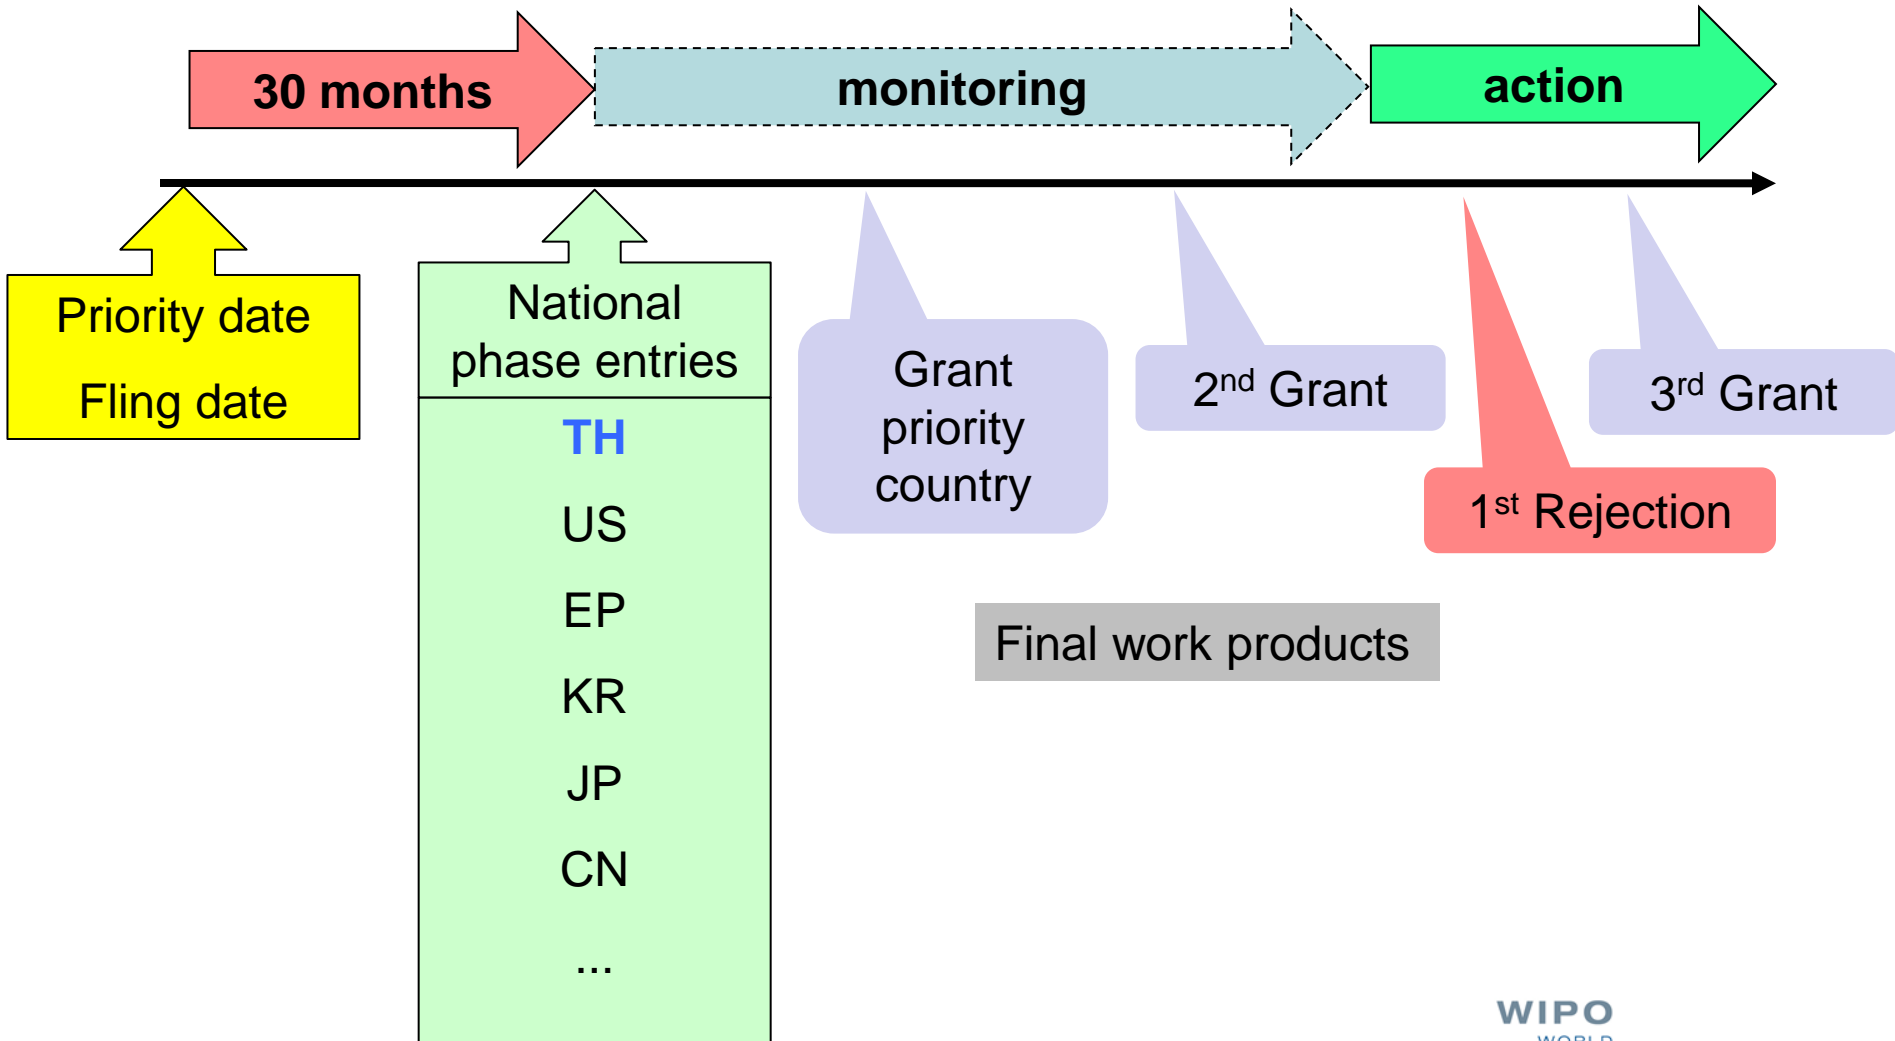 30 months
monitoring
action
Priority date
Fling date
National
phase entries
TH
US
EP
KR
JP
CN
...
Grant
priority
country
2nd Grant
1st Rejection
3rd Grant
Final work products
WIPO
WORLD